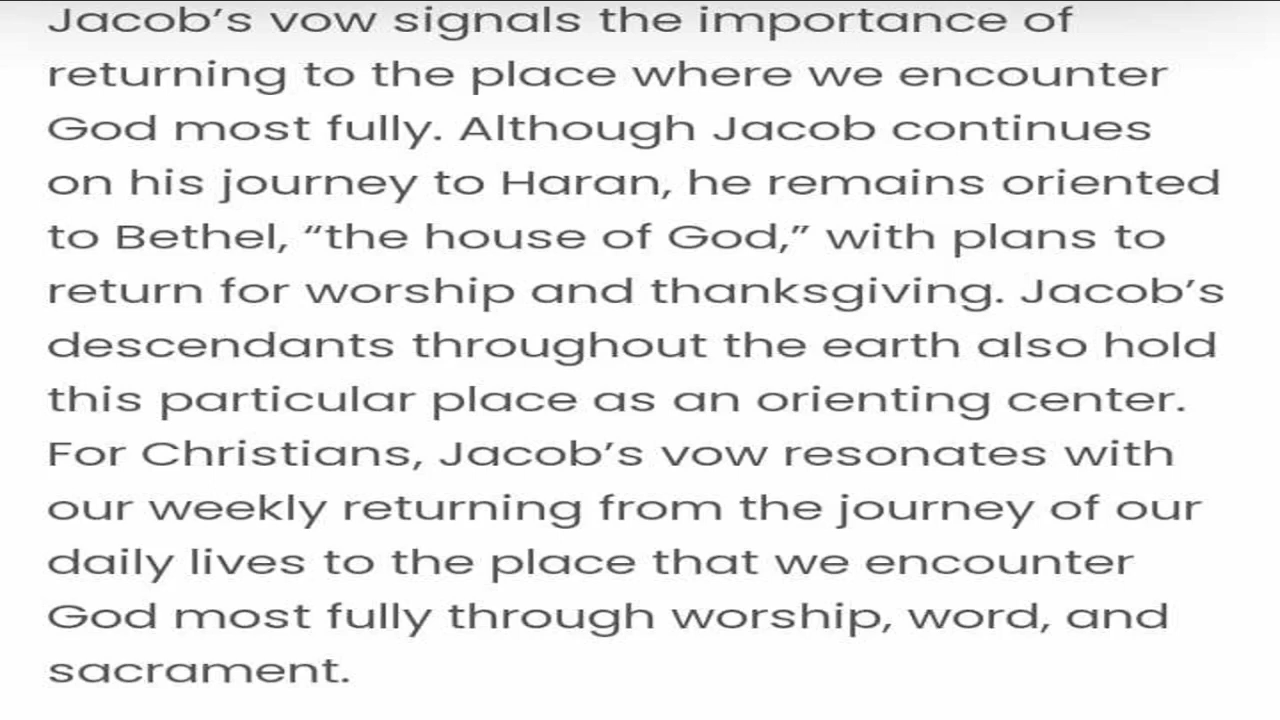 Jacob’s vow signals the importance of
returning to the place where we encounter
God most fully. Although Jacob continues
on his journey to Haran, he remains oriented
to Bethel, “the house of God,” with plans to
return for worship and thanksgiving. Jacob’s
descendants throughout the earth also hold
this particular place as an orienting center.
For Christians, Jacob’s vow resonates with
our weekly returning from the journey of our
daily lives to the place that we encounter
God most fully through worship, word, and
sacrament.